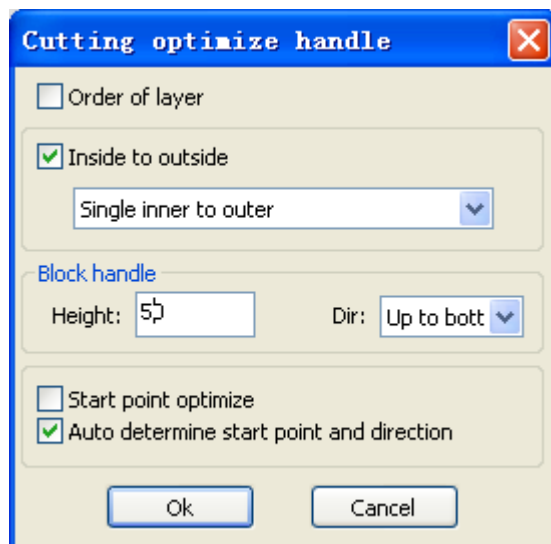 Cutting optimize handle
Order of layer
Inside to outside
Single inner to outer
Block handle
Height:
Dir: Up to bott
Start point optimize
Auto determine start point and direction
Ok Cancel